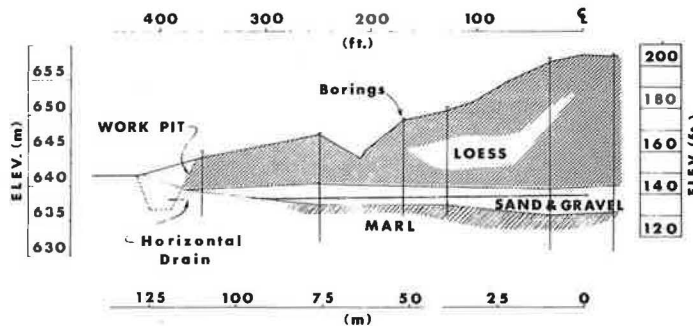 400 300 200 100 ℄
(ft.)
655
650
645
640
635
630
ELEV. (m)
200
180
160
140
120
ELEV (ft.)
Borings
WORK PIT
LOESS
SAND & GRAVEL
MARL
Horizontal
Drain
125 100 75 50 25 0
(m)